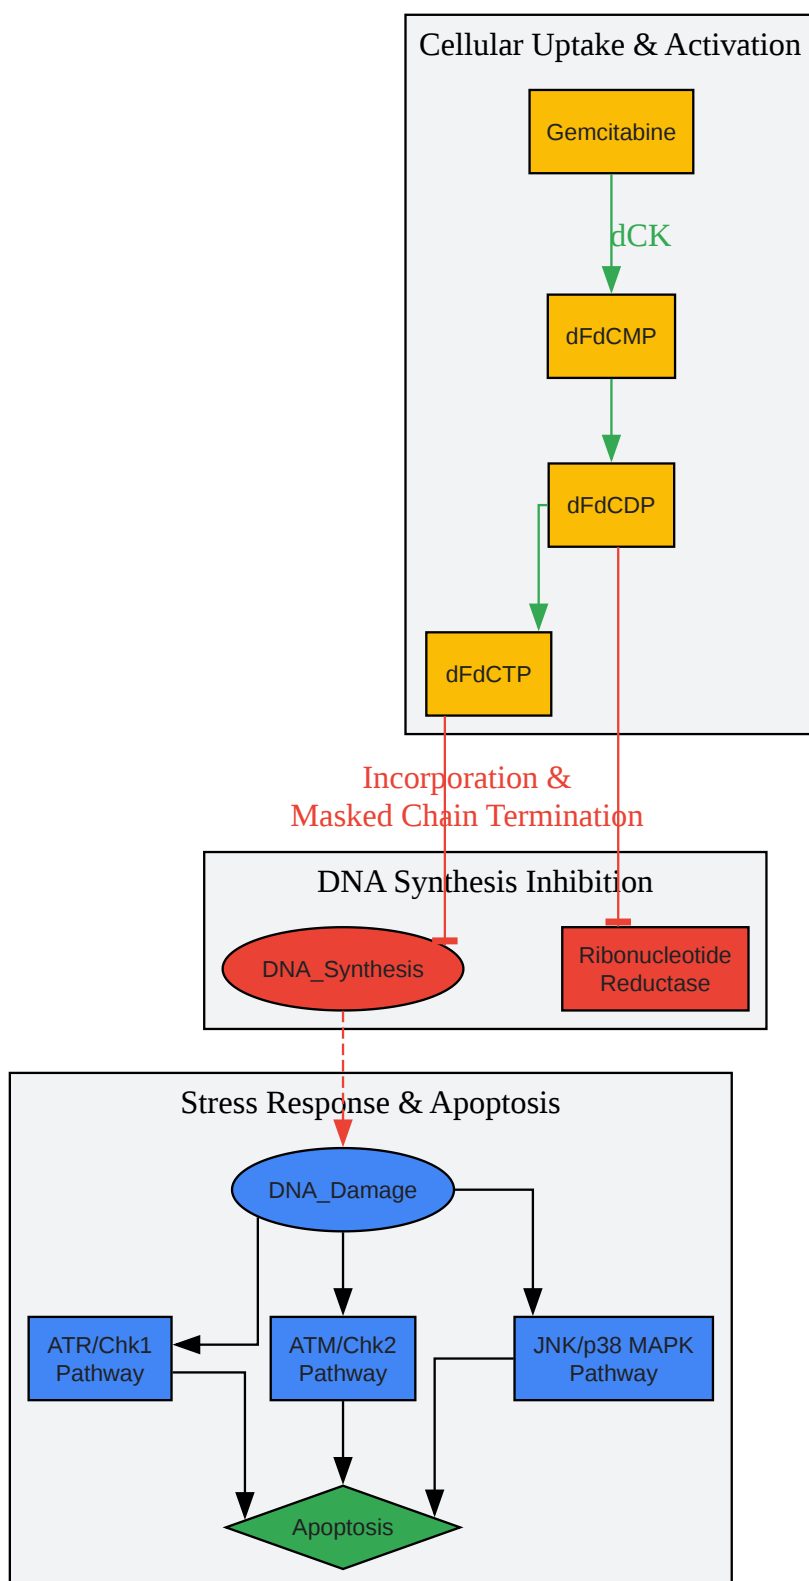 Cellular Uptake & Activation
Gemcitabine
dCK
dFdCMP
dFdCDP
dFdCTP
Incorporation &
Masked Chain Termination
DNA Synthesis Inhibition
DNA_Synthesis
Ribonucleotide
Reductase
Stress Response & Apoptosis
DNA_Damage
ATR/Chk1
Pathway
ATM/Chk2
Pathway
JNK/p38 MAPK
Pathway
Apoptosis